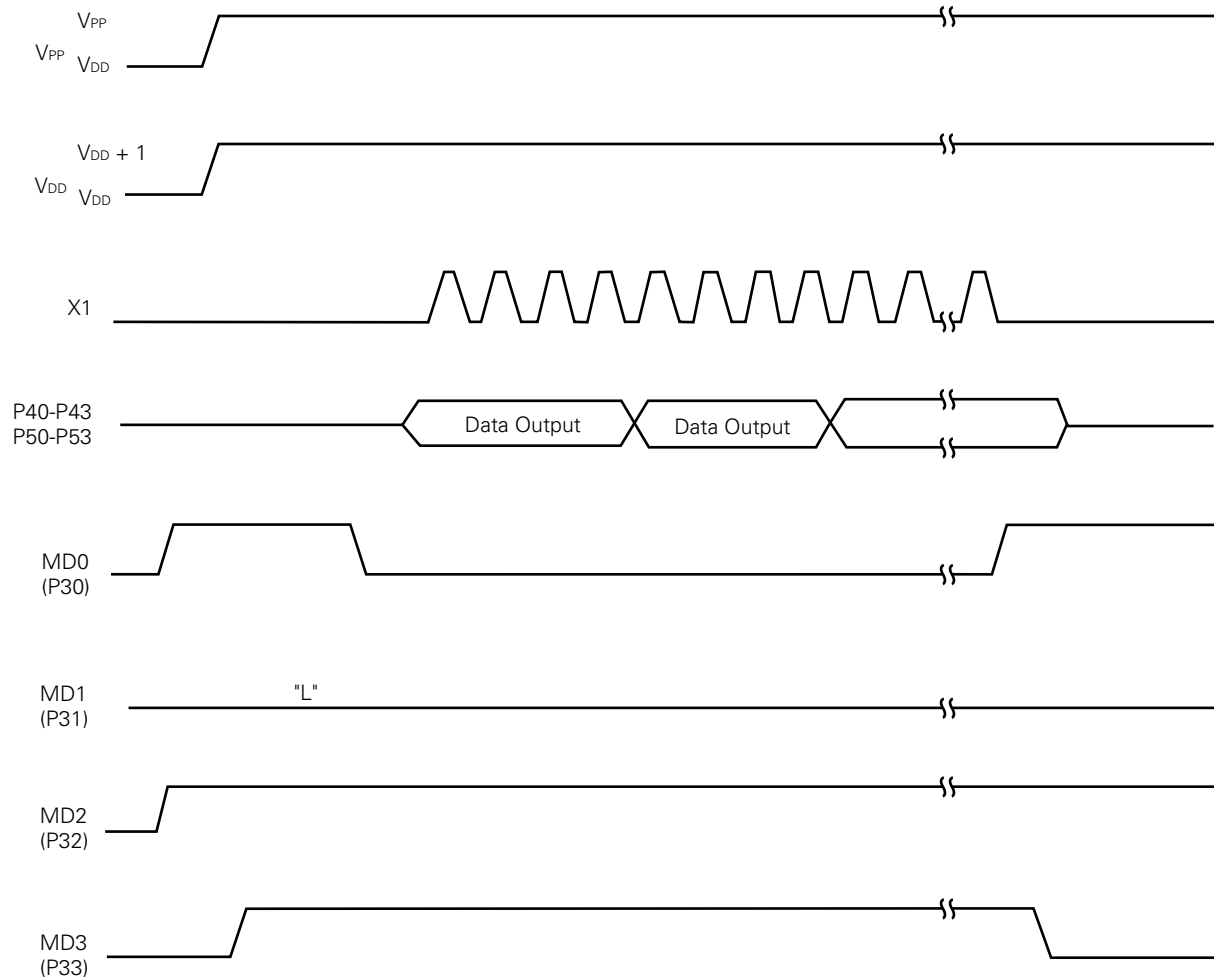 VPP
VPP VDD
VDD + 1
VDD VDD
X1
P40-P43
P50-P53
Data Output Data Output
MD0
(P30)
MD1 "L"
(P31)
MD2
(P32)
MD3
(P33)